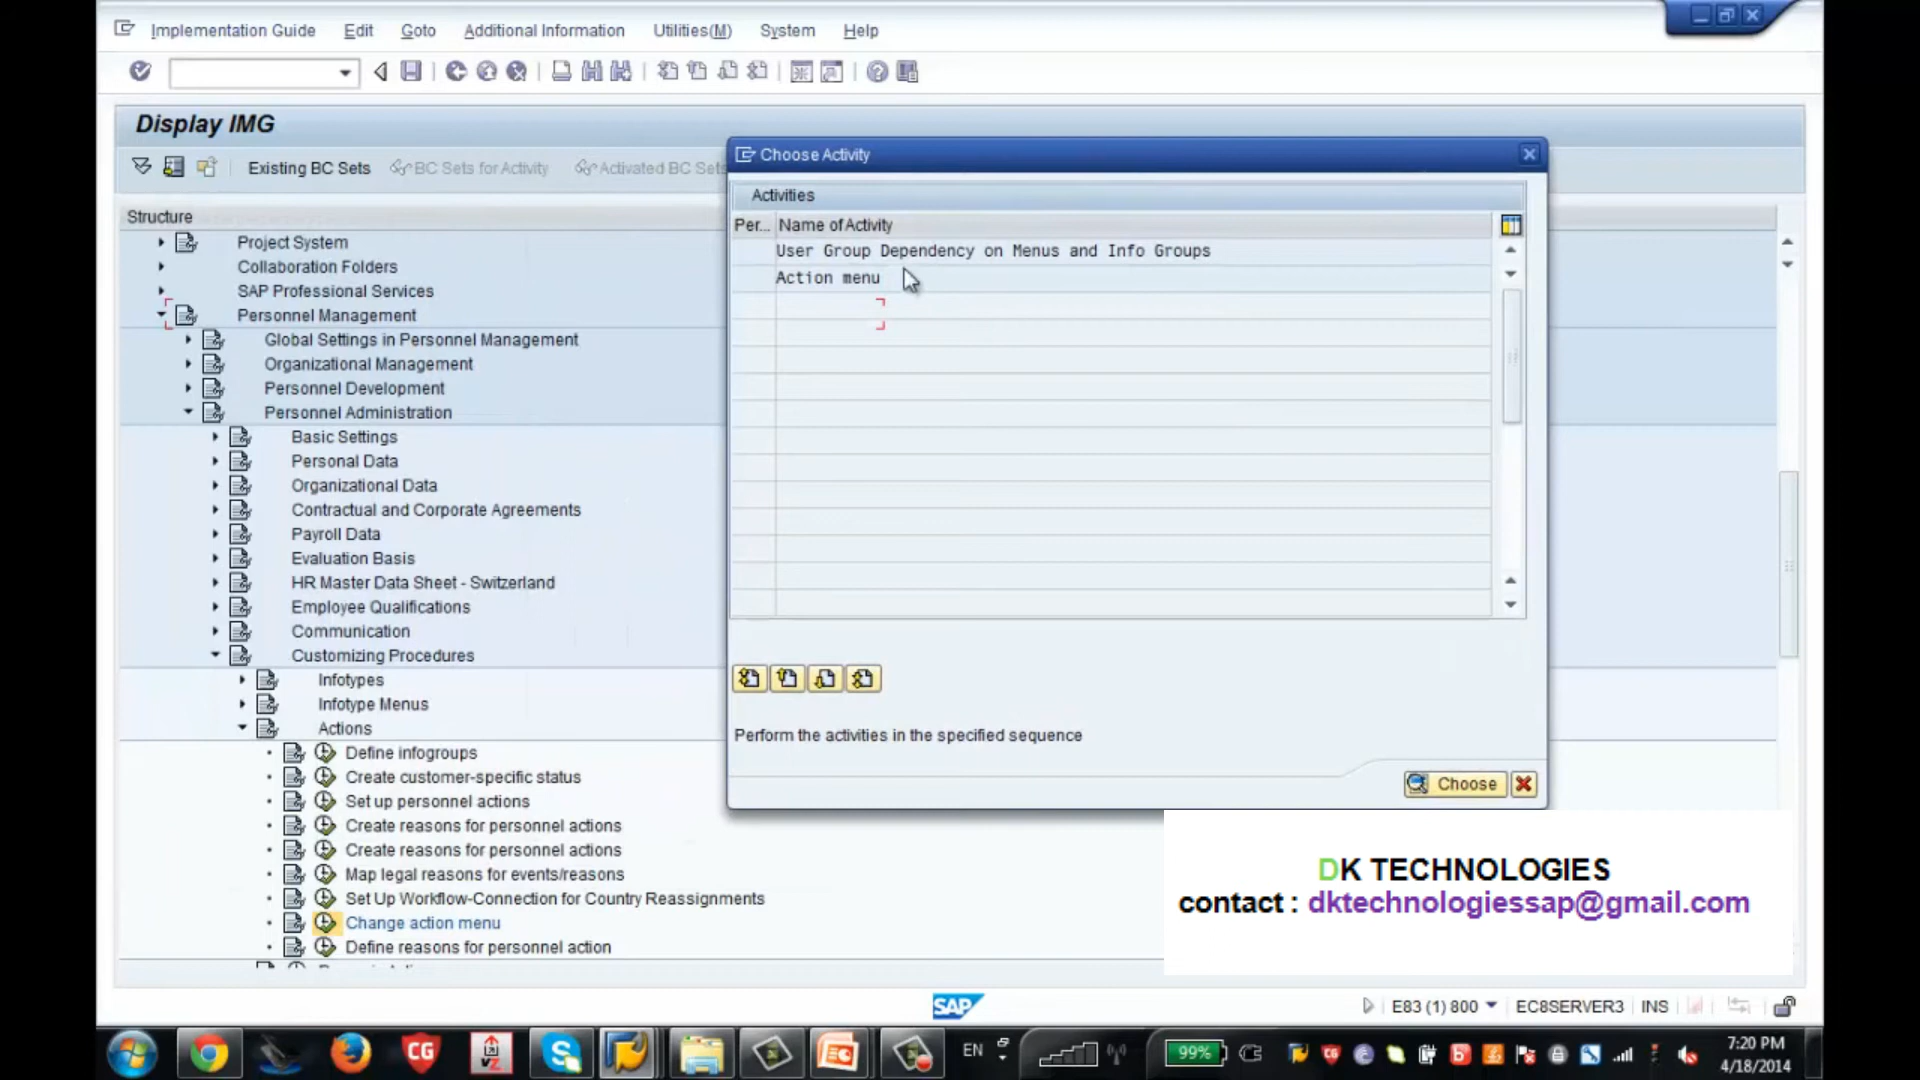 Implementation Guide Edit Goto Additional Information Utilities(M) System Help
Display IMG
Existing BC Sets BC Sets for Activity Activated BC Sets
Structure
Project System
Collaboration Folders
SAP Professional Services
Personnel Management
Global Settings in Personnel Management
Organizational Management
Personnel Development
Personnel Administration
Basic Settings
Personal Data
Organizational Data
Contractual and Corporate Agreements
Payroll Data
Evaluation Basis
HR Master Data Sheet - Switzerland
Employee Qualifications
Communication
Customizing Procedures
Infotypes
Infotype Menus
Actions
Define infogroups
Create customer-specific status
Set up personnel actions
Create reasons for personnel actions
Create reasons for personnel actions
Map legal reasons for events/reasons
Set Up Workflow-Connection for Country Reassignments
Change action menu
Define reasons for personnel action
Choose Activity
Activities
Per... Name of Activity
User Group Dependency on Menus and Info Groups
Action menu
Perform the activities in the specified sequence
Choose
DK TECHNOLOGIES
contact : dktechnologiessap@gmail.com
SAP
E83 (1) 800 EC8SERVER3 INS
CG
EN
99%
CG
7:20 PM
4/18/2014